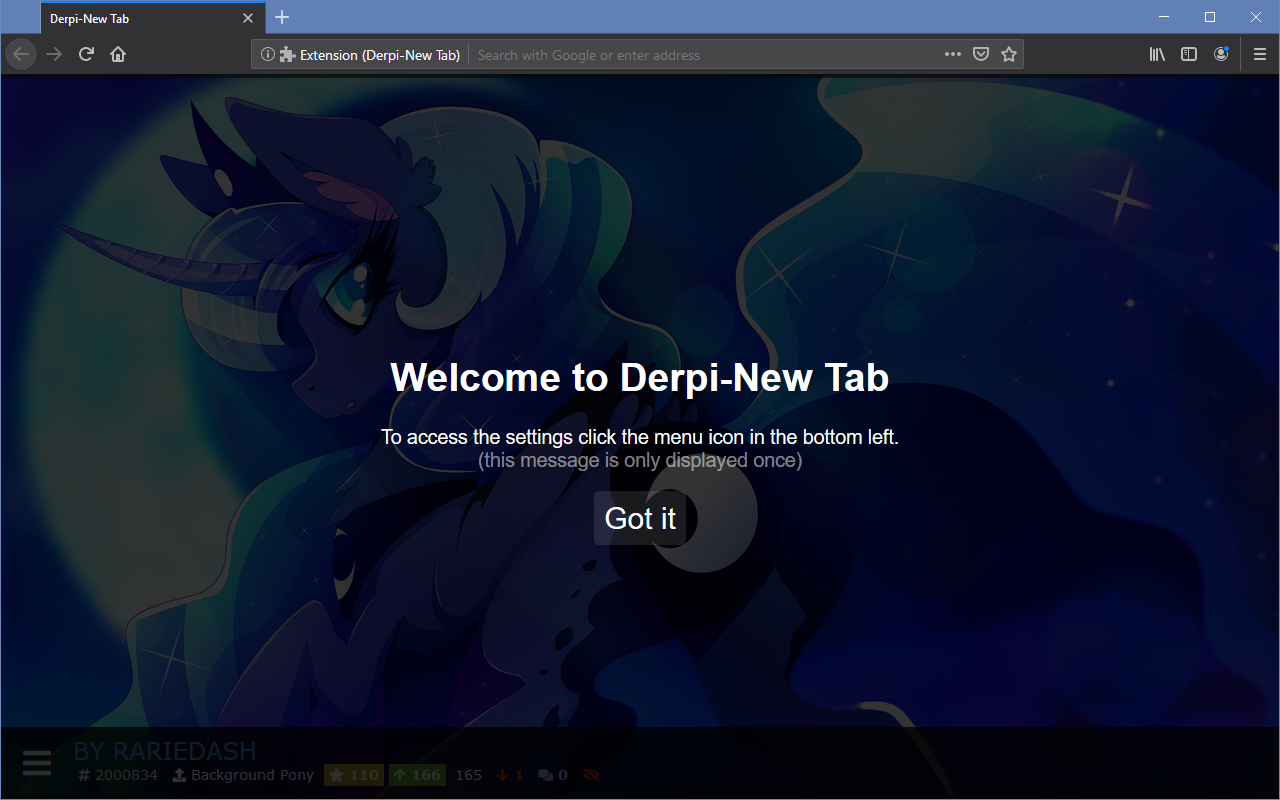 Derpi-New Tab
Extension (Derpi-New Tab) Search with Google or enter address
Welcome to Derpi-New Tab
To access the settings click the menu icon in the bottom left.
(this message is only displayed once)
Got it
BY RARIEDASH
# 2000834 Background Pony 110 166 165 1 0